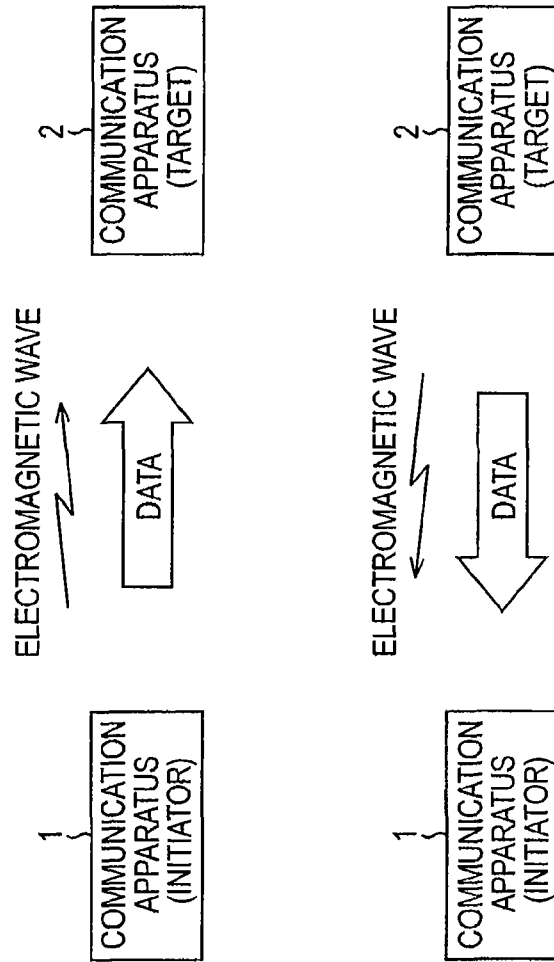 ELECTROMAGNETIC WAVE
1
2
COMMUNICATION
APPARATUS
(INITIATOR)
DATA
COMMUNICATION
APPARATUS
(TARGET)
ELECTROMAGNETIC WAVE
1
2
COMMUNICATION
APPARATUS
(INITIATOR)
DATA
COMMUNICATION
APPARATUS
(TARGET)